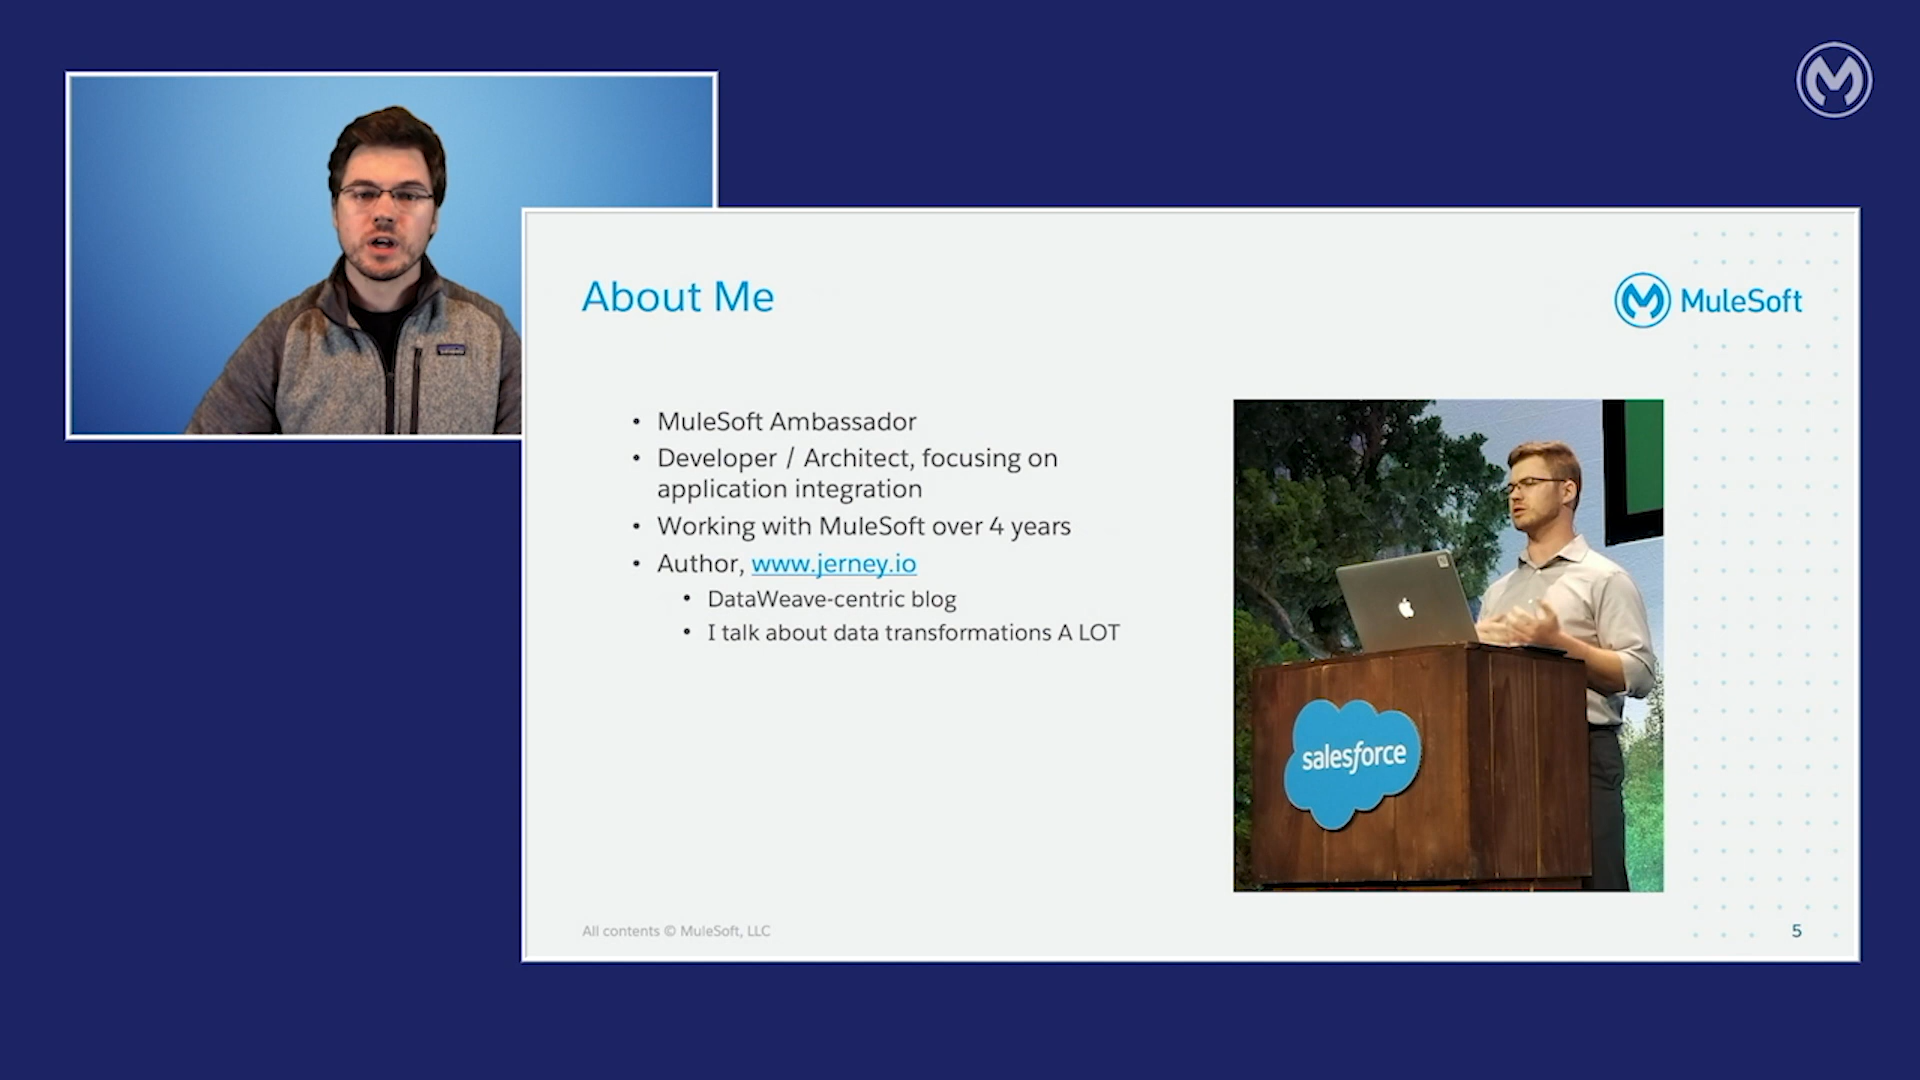 About Me
MuleSoft
• MuleSoft Ambassador
• Developer / Architect, focusing on
application integration
• Working with MuleSoft over 4 years
• Author, www.jerney.io
• DataWeave-centric blog
• I talk about data transformations A LOT
salesforce
All contents © MuleSoft, LLC
5